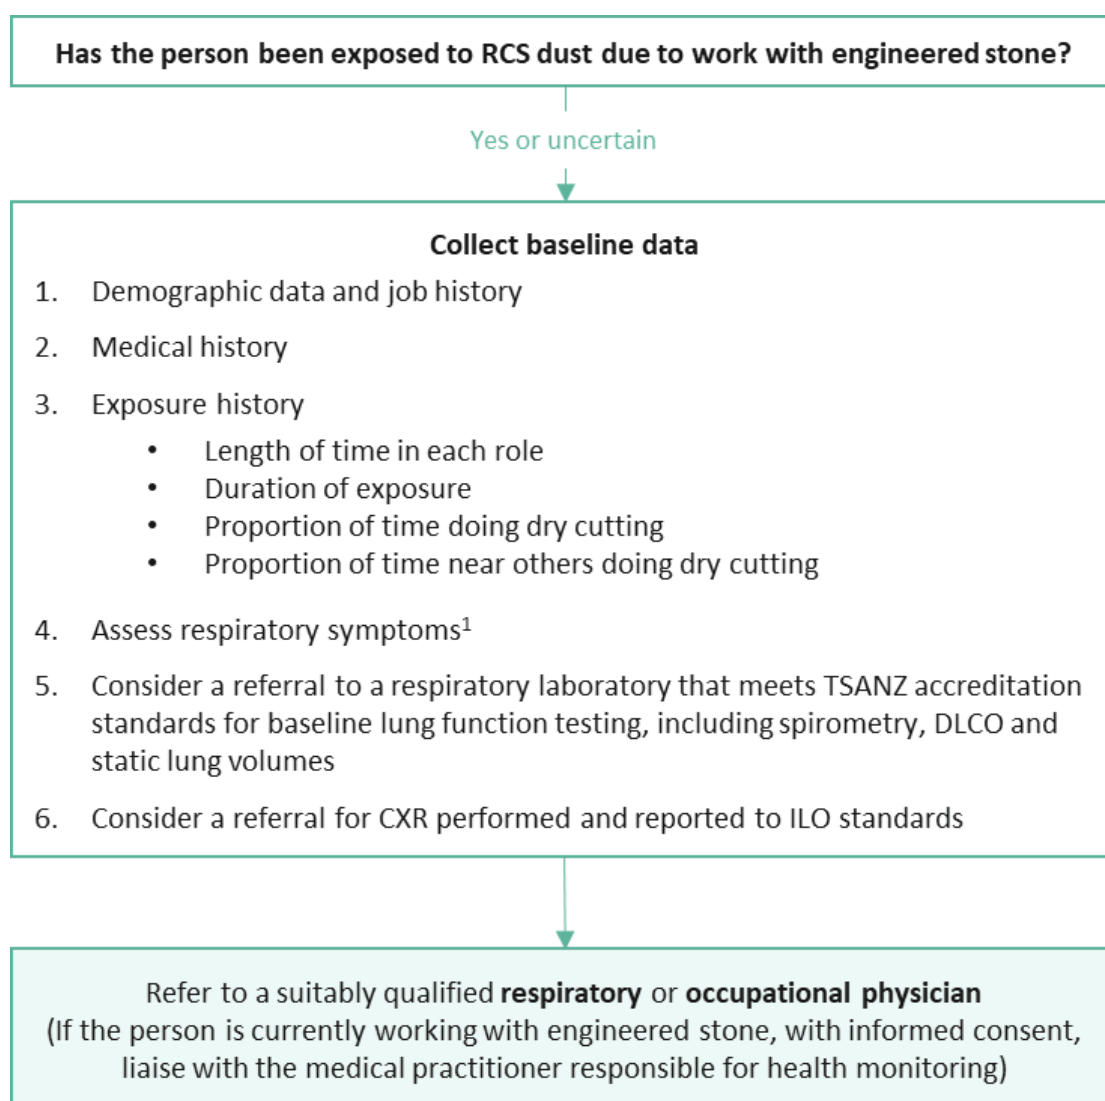 Has the person been exposed to RCS dust due to work with engineered stone?
Yes or uncertain
Collect baseline data
1. Demographic data and job history
2. Medical history
3. Exposure history
• Length of time in each role
• Duration of exposure
• Proportion of time doing dry cutting
• Proportion of time near others doing dry cutting
4. Assess respiratory symptoms¹
5. Consider a referral to a respiratory laboratory that meets TSANZ accreditation
standards for baseline lung function testing, including spirometry, DLCO and
static lung volumes
6. Consider a referral for CXR performed and reported to ILO standards
Refer to a suitably qualified respiratory or occupational physician
(If the person is currently working with engineered stone, with informed consent,
liaise with the medical practitioner responsible for health monitoring)